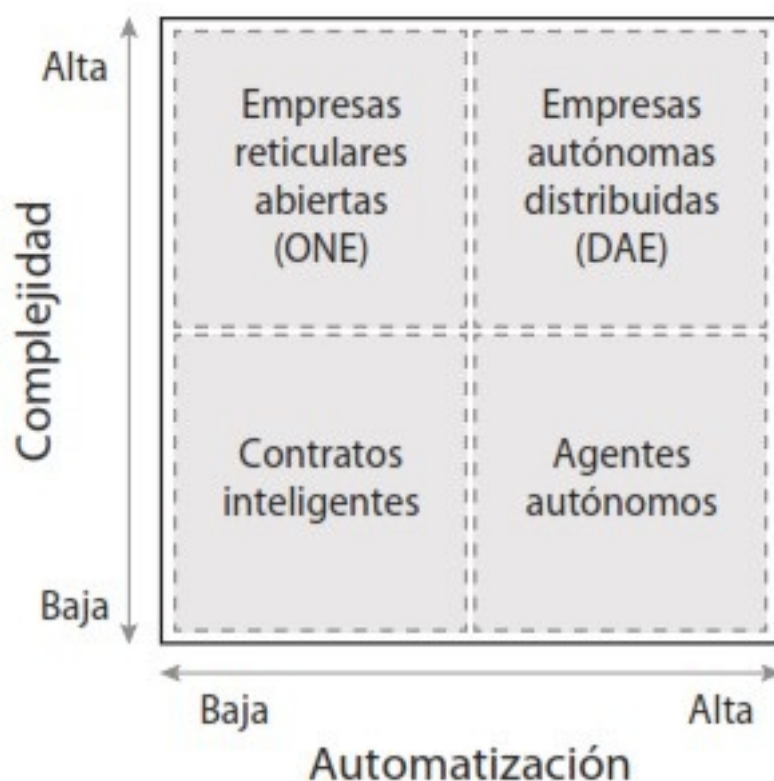 Alta
Complejidad
Baja
Empresas
reticulares
abiertas
(ONE)
Empresas
autónomas
distribuidas
(DAE)
Contratos
inteligentes
Agentes
autónomos
Baja
Alta
Automatización